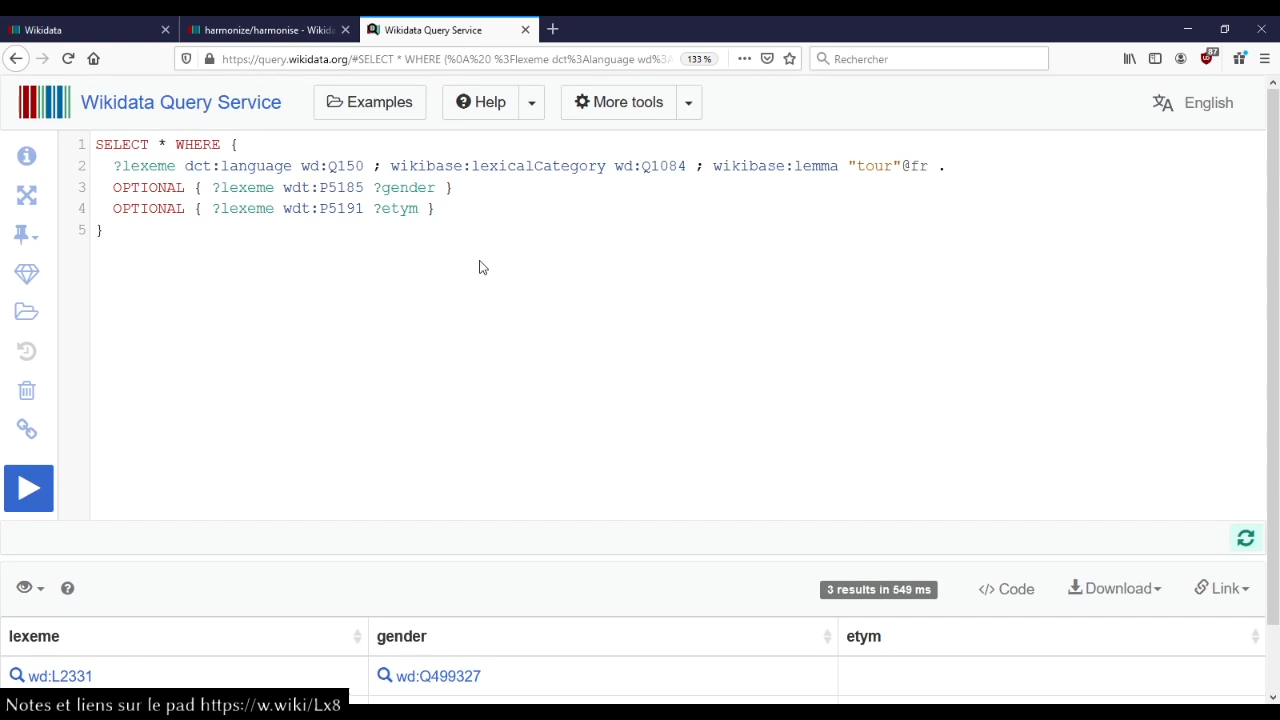 Wikidata
harmonize/harmonise - Wikida
Wikidata Query Service
https://query.wikidata.org/#SELECT * WHERE {%0A%20 %3Flexeme dct%3Alanguage wd%3A
133 %
Rechercher
87
Wikidata Query Service
Examples
Help
More tools
English
1 SELECT * WHERE {
2 ?lexeme dct:language wd:Q150 ; wikibase:lexicalCategory wd:Q1084 ; wikibase:lemma "tour"@fr .
3 OPTIONAL { ?lexeme wdt:P5185 ?gender }
4 OPTIONAL { ?lexeme wdt:P5191 ?etym }
5 }
3 results in 549 ms
</> Code
Download
Link
lexeme gender etym
wd:L2331 wd:Q499327
Notes et liens sur le pad https://w.wiki/Lx8